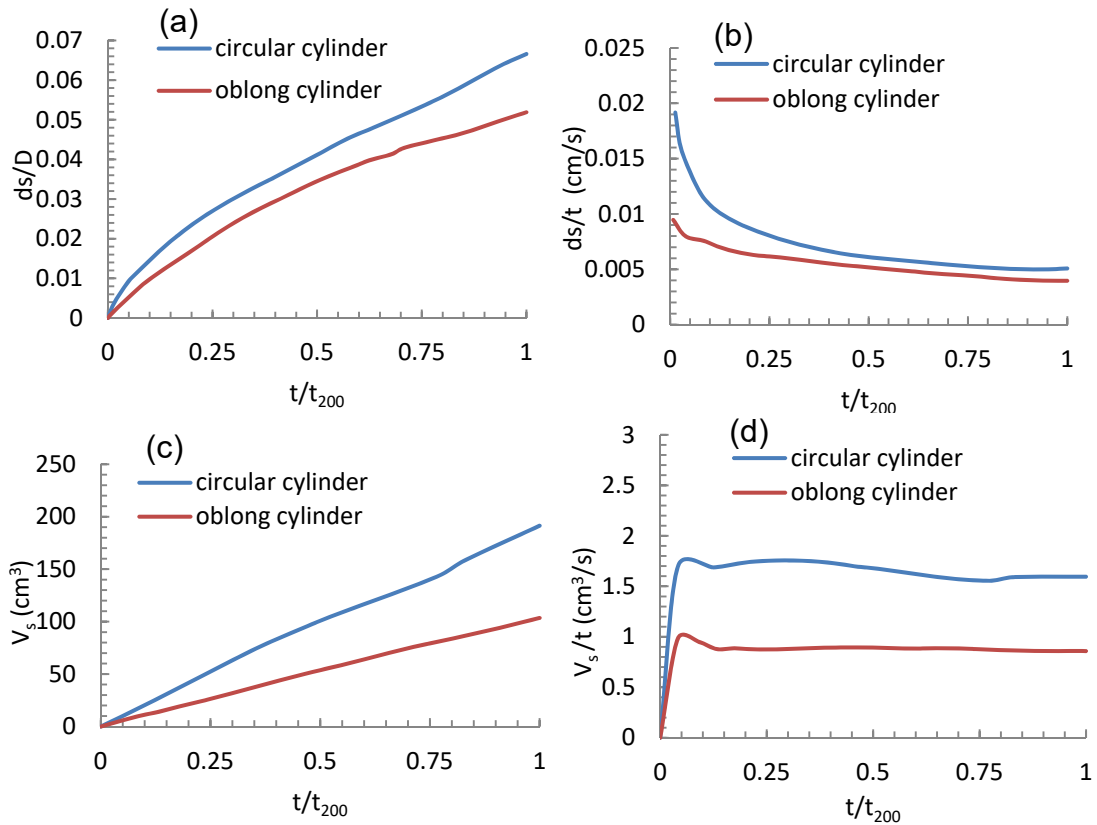 (a)
circular cylinder
oblong cylinder
ds/D
0.07
0.06
0.05
0.04
0.03
0.02
0.01
0
0 0.25 0.5 0.75 1
t/t200
(b)
circular cylinder
oblong cylinder
ds/t (cm/s)
0.025
0.02
0.015
0.01
0.005
0
0 0.25 0.5 0.75 1
t/t200
(c)
circular cylinder
oblong cylinder
Vs (cm³)
250
200
150
100
50
0
0 0.25 0.5 0.75 1
t/t200
(d)
circular cylinder
oblong cylinder
Vs/t (cm³/s)
3
2.5
2
1.5
1
0.5
0
0 0.25 0.5 0.75 1
t/t200